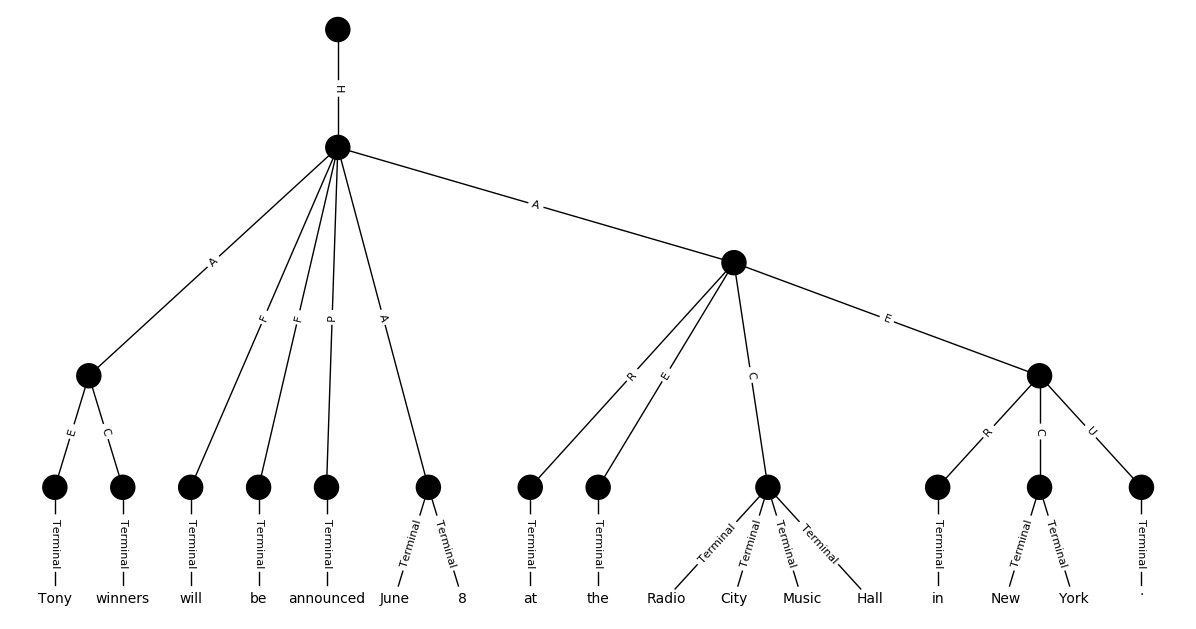 H
A
A
F
F
P
A
E
R
E
C
E
C
R
C
U
Terminal Terminal Terminal Terminal Terminal Terminal Terminal Terminal Terminal Terminal Terminal Terminal Terminal Terminal Terminal Terminal Terminal
Tony winners will be announced June 8 at the Radio City Music Hall in New York .